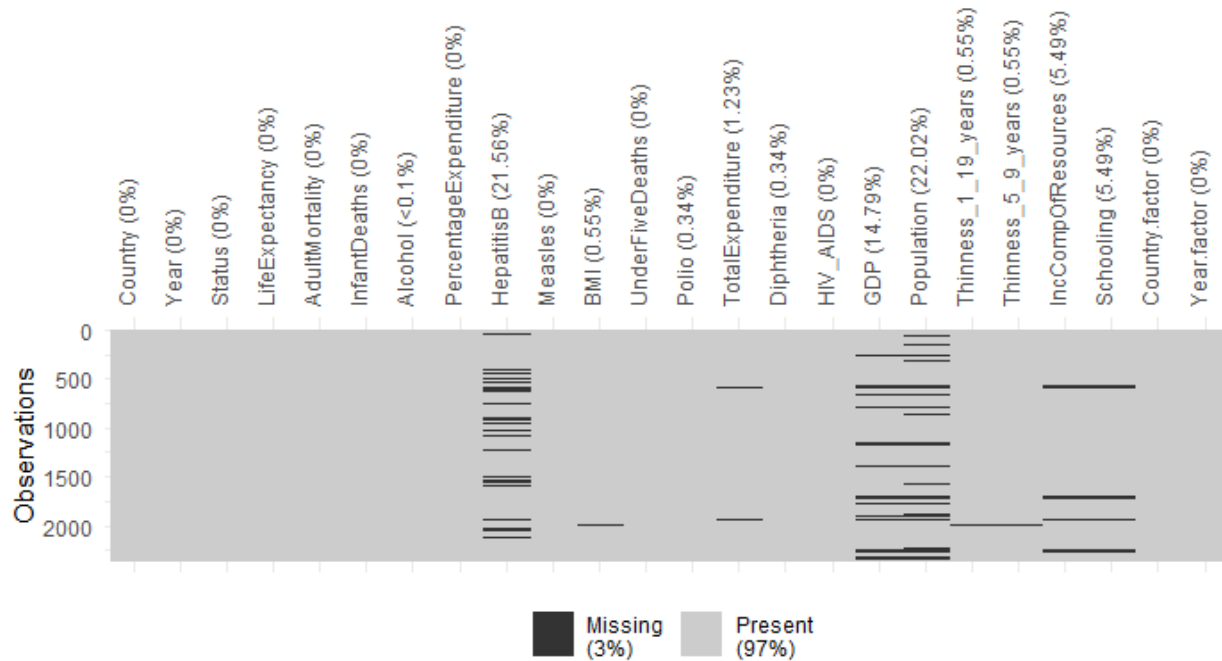 Country (0%)
Year (0%)
Status (0%)
LifeExpectancy (0%)
AdultMortality (0%)
InfantDeaths (0%)
Alcohol (<0.1%)
PercentageExpenditure (0%)
HepatitisB (21.56%)
Measles (0%)
BMI (0.55%)
UnderFiveDeaths (0%)
Polio (0.34%)
TotalExpenditure (1.23%)
Diphtheria (0.34%)
HIV_AIDS (0%)
GDP (14.79%)
Population (22.02%)
Thinness_1_19_years (0.55%)
Thinness_5_9_years (0.55%)
IncCompOfResources (5.49%)
Schooling (5.49%)
Country.factor (0%)
Year.factor (0%)
Observations
0
500
1000
1500
2000
Missing
(3%)
Present
(97%)